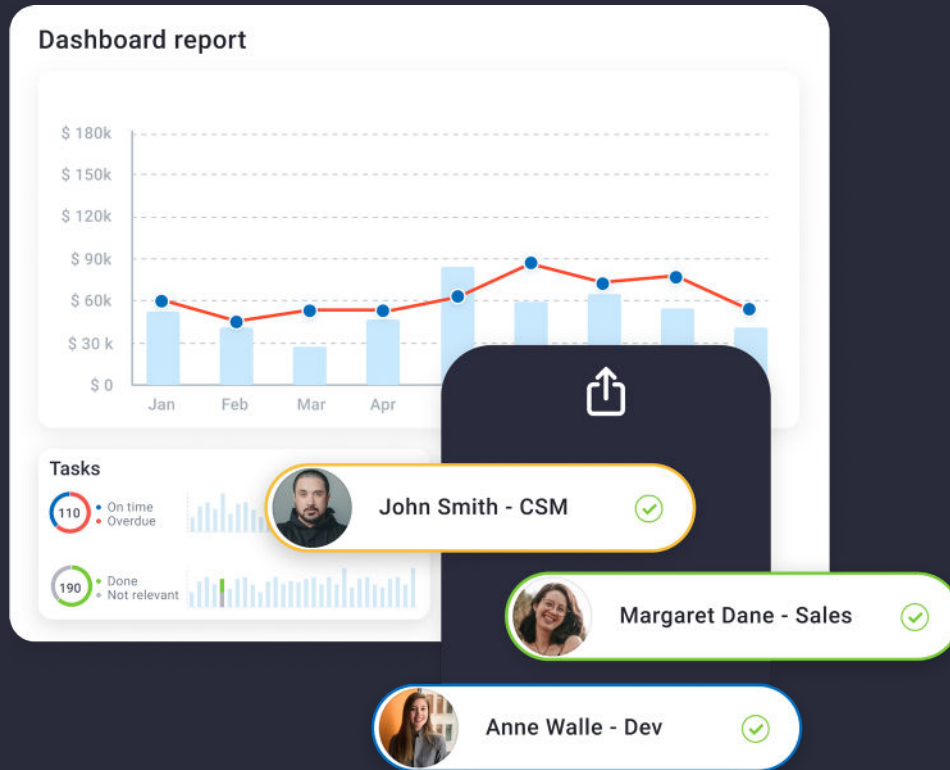 Dashboard report
$ 180k
$ 150k
$ 120k
$ 90k
$ 60k
$ 30 k
$ 0
Jan Feb Mar Apr
Tasks
110
On time
Overdue
190
Done
Not relevant
John Smith - CSM
Margaret Dane - Sales
Anne Walle - Dev